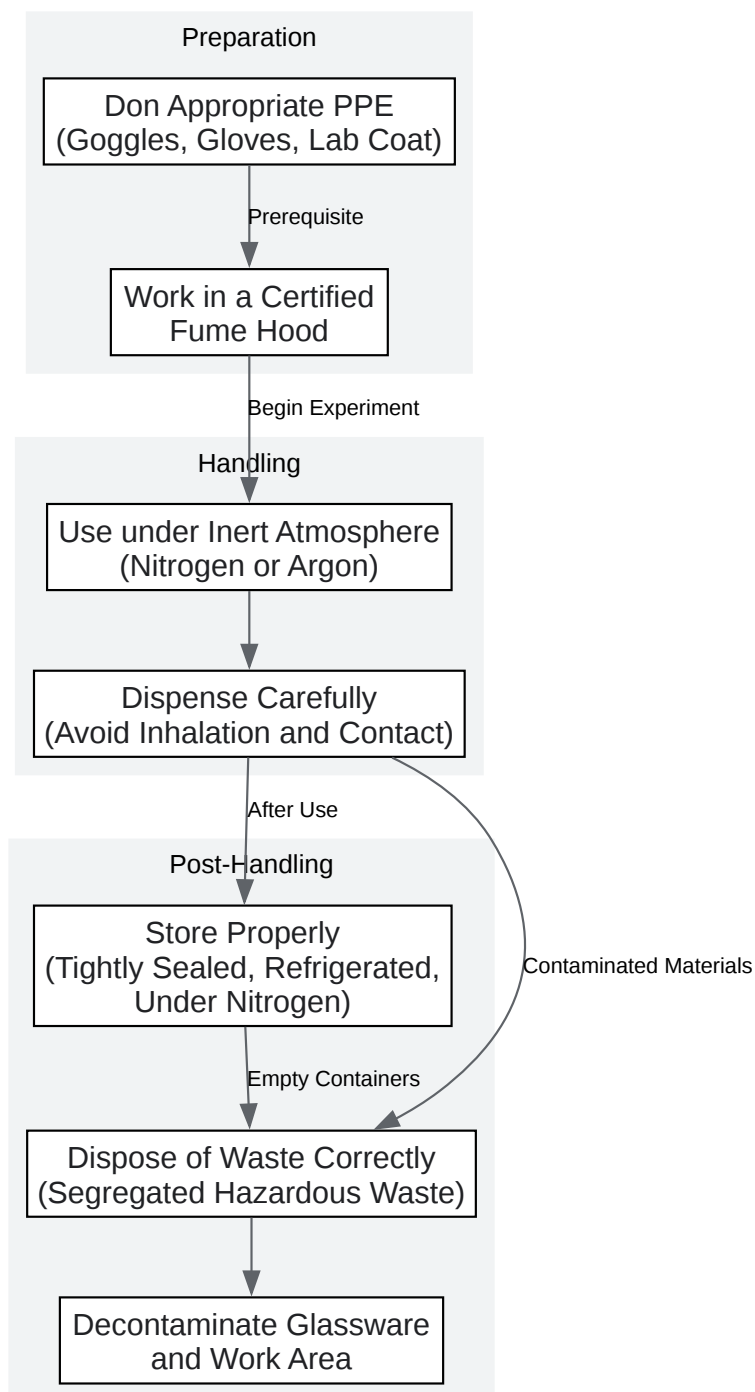 Preparation
Don Appropriate PPE
(Goggles, Gloves, Lab Coat)
Prerequisite
Work in a Certified
Fume Hood
Begin Experiment
Handling
Use under Inert Atmosphere
(Nitrogen or Argon)
Dispense Carefully
(Avoid Inhalation and Contact)
After Use
Post-Handling
Store Properly
(Tightly Sealed, Refrigerated,
Under Nitrogen)
Contaminated Materials
Empty Containers
Dispose of Waste Correctly
(Segregated Hazardous Waste)
Decontaminate Glassware
and Work Area